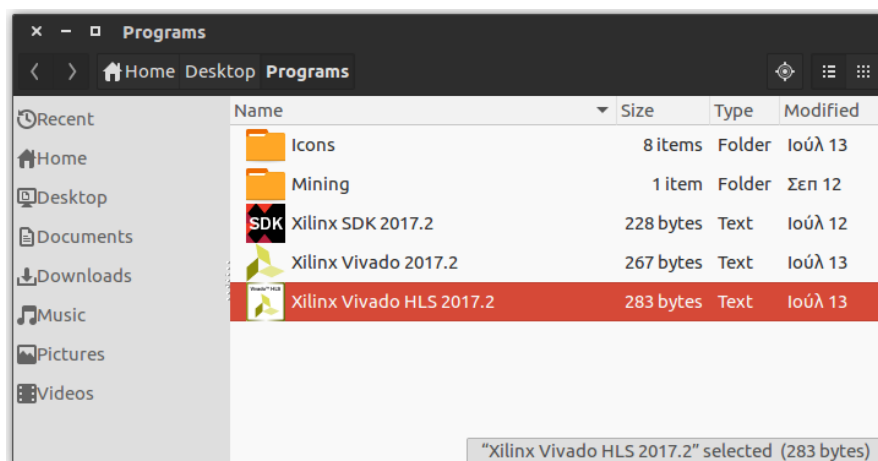 Programs
Home Desktop Programs
Recent
Home
Desktop
Documents
Downloads
Music
Pictures
Videos
Name Size Type Modified
Icons 8 items Folder Ιούλ 13
Mining 1 item Folder Σεπ 12
SDK Xilinx SDK 2017.2 228 bytes Text Ιούλ 12
Xilinx Vivado 2017.2 267 bytes Text Ιούλ 13
Vivado™ HLS Xilinx Vivado HLS 2017.2 283 bytes Text Ιούλ 13
“Xilinx Vivado HLS 2017.2” selected (283 bytes)